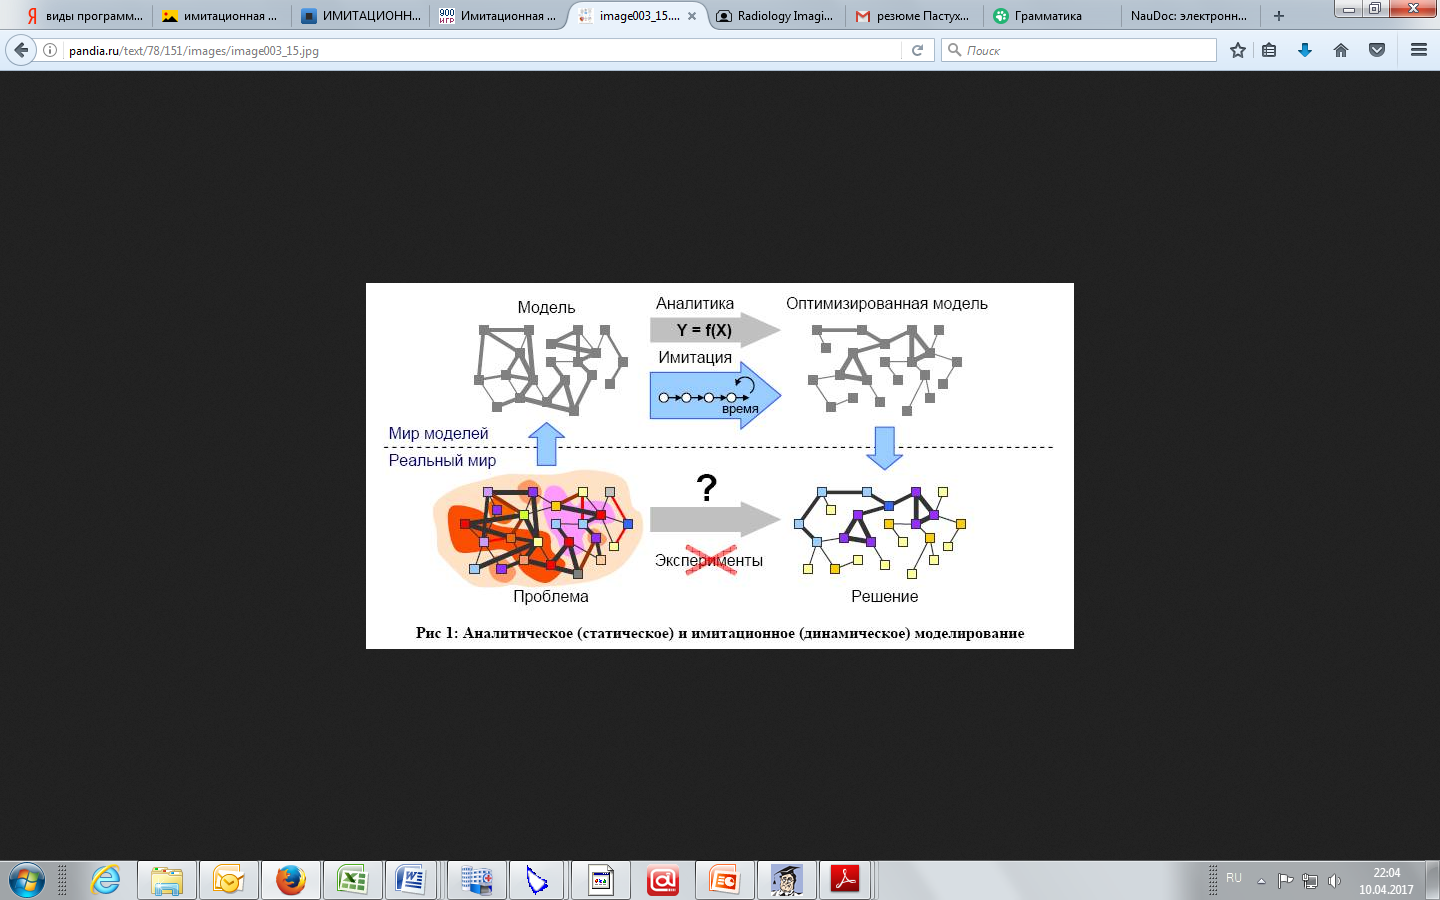 виды программ...
имитационная ...
ИМИТАЦИОНН...
900 ИГР
Имитационная ...
image003_15....
Radiology Imagi...
резюме Пастух...
Грамматика
NauDoc: электронн...
pandia.ru/text/78/151/images/image003_15.jpg
Поиск
Модель
Аналитика
Оптимизированная модель
Y = f(X)
Имитация
время
Мир моделей
Реальный мир
?
Эксперименты
Проблема
Решение
Рис 1: Аналитическое (статическое) и имитационное (динамическое) моделирование
RU
22:04
10.04.2017